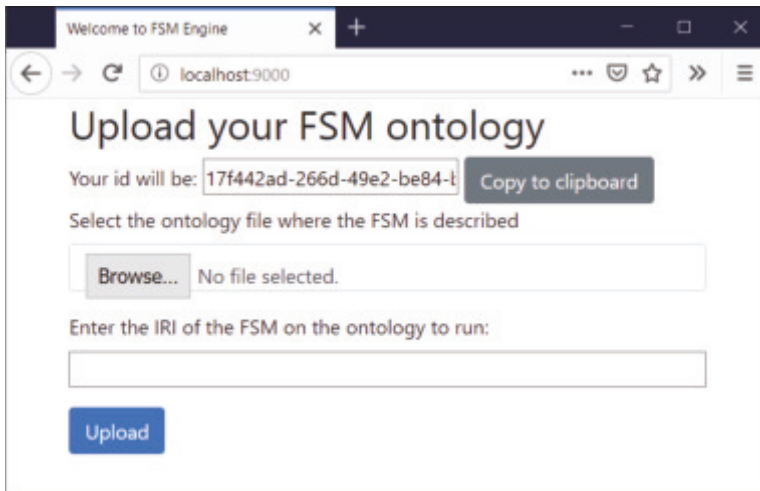 Welcome to FSM Engine
localhost:9000
Upload your FSM ontology
Your id will be: 17f442ad-266d-49e2-be84-b Copy to clipboard
Select the ontology file where the FSM is described
Browse... No file selected.
Enter the IRI of the FSM on the ontology to run:
Upload